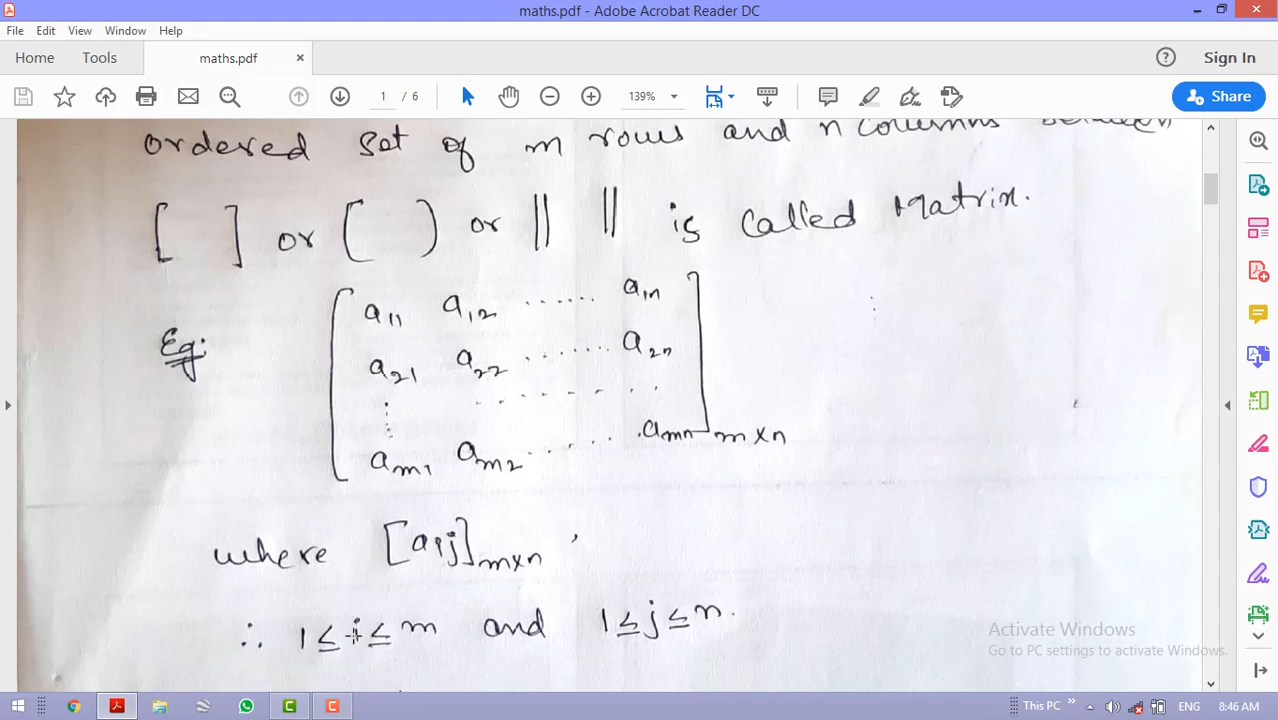 maths.pdf - Adobe Acrobat Reader DC
File Edit View Window Help
Home Tools maths.pdf × ? Sign In
1 / 6 139% Share
ordered set of m rows and n columns between
[ ] or ( ) or || || is called Matrix.
Eg:
a11 a12 ...... a1n
a21 a22 ....... a2n
⋮ . . . . . . . .
am1 am2 ...... amn m×n
where [aij]m×n ,
∴ 1≤i≤m and 1≤j≤n.
Activate Windows
Go to PC settings to activate Windows.
This PC » ENG 8:46 AM